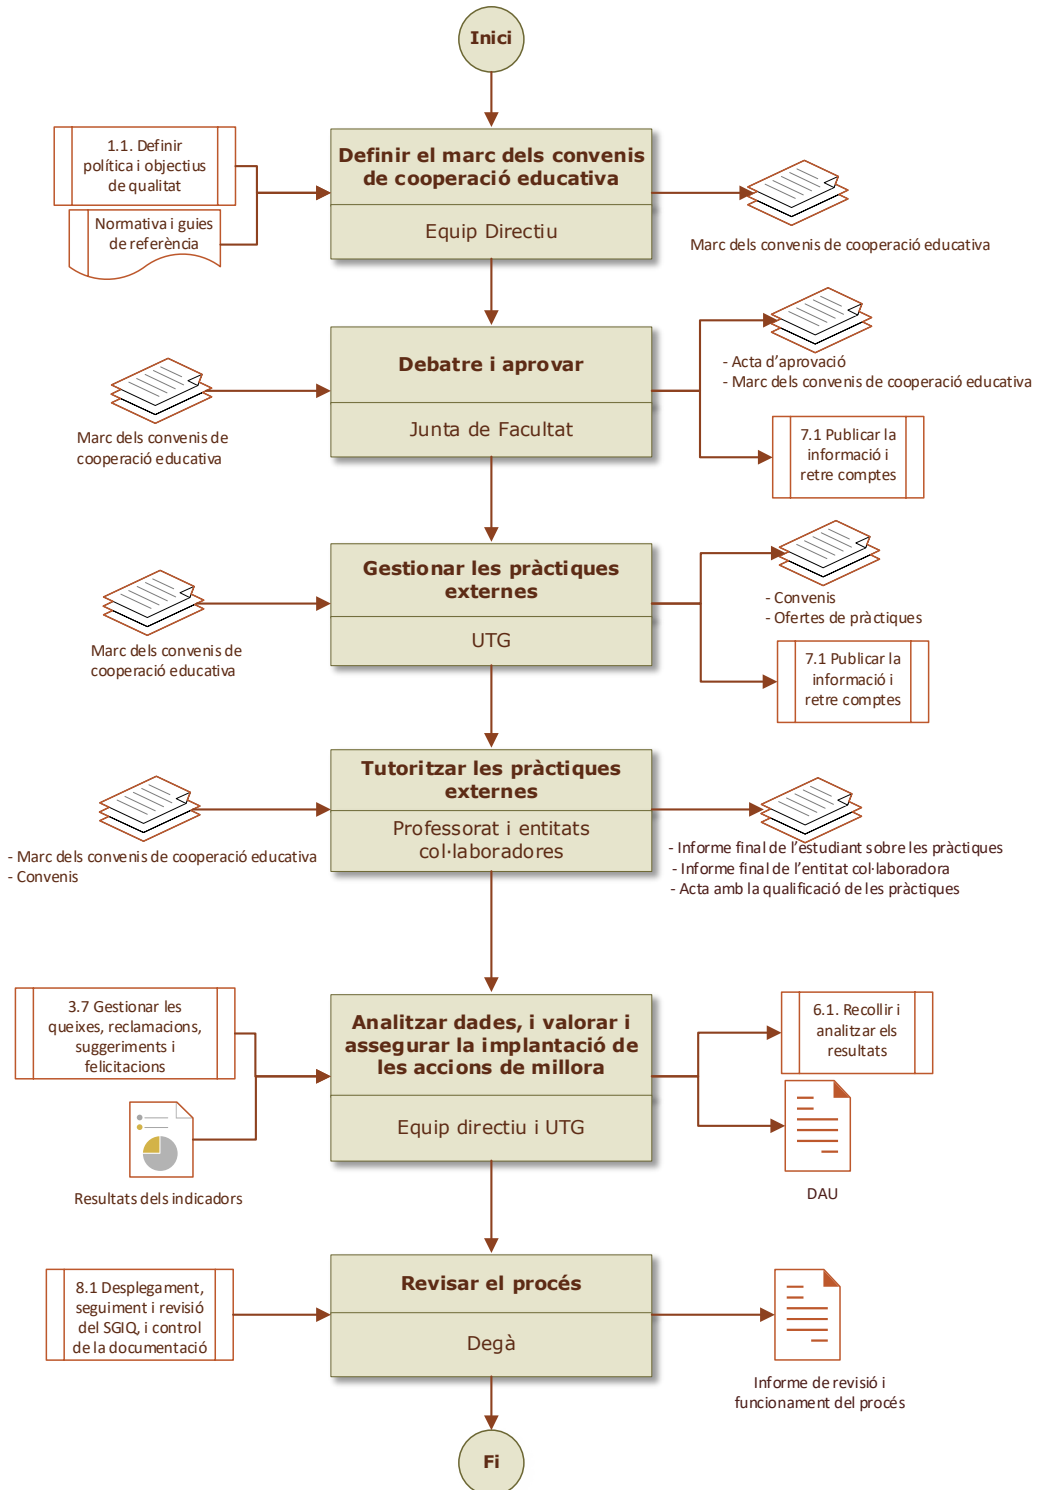 Inici
1.1. Definir
política i objectius
de qualitat
Normativa i guies
de referència
Definir el marc dels convenis
de cooperació educativa
Equip Directiu
Marc dels convenis de cooperació educativa
Marc dels convenis de
cooperació educativa
Debatre i aprovar
Junta de Facultat
- Acta d’aprovació
- Marc dels convenis de cooperació educativa
7.1 Publicar la
informació i
retre comptes
Marc dels convenis de
cooperació educativa
Gestionar les pràctiques
externes
UTG
- Convenis
- Ofertes de pràctiques
7.1 Publicar la
informació i
retre comptes
- Marc dels convenis de cooperació educativa
- Convenis
Tutoritzar les pràctiques
externes
Professorat i entitats
col·laboradores
- Informe final de l’estudiant sobre les pràctiques
- Informe final de l’entitat col·laboradora
- Acta amb la qualificació de les pràctiques
3.7 Gestionar les
queixes, reclamacions,
suggeriments i
felicitacions
Resultats dels indicadors
Analitzar dades, i valorar i
assegurar la implantació de
les accions de millora
Equip directiu i UTG
6.1. Recollir i
analitzar els
resultats
DAU
8.1 Desplegament,
seguiment i revisió
del SGIQ, i control
de la documentació
Revisar el procés
Degà
Informe de revisió i
funcionament del procés
Fi